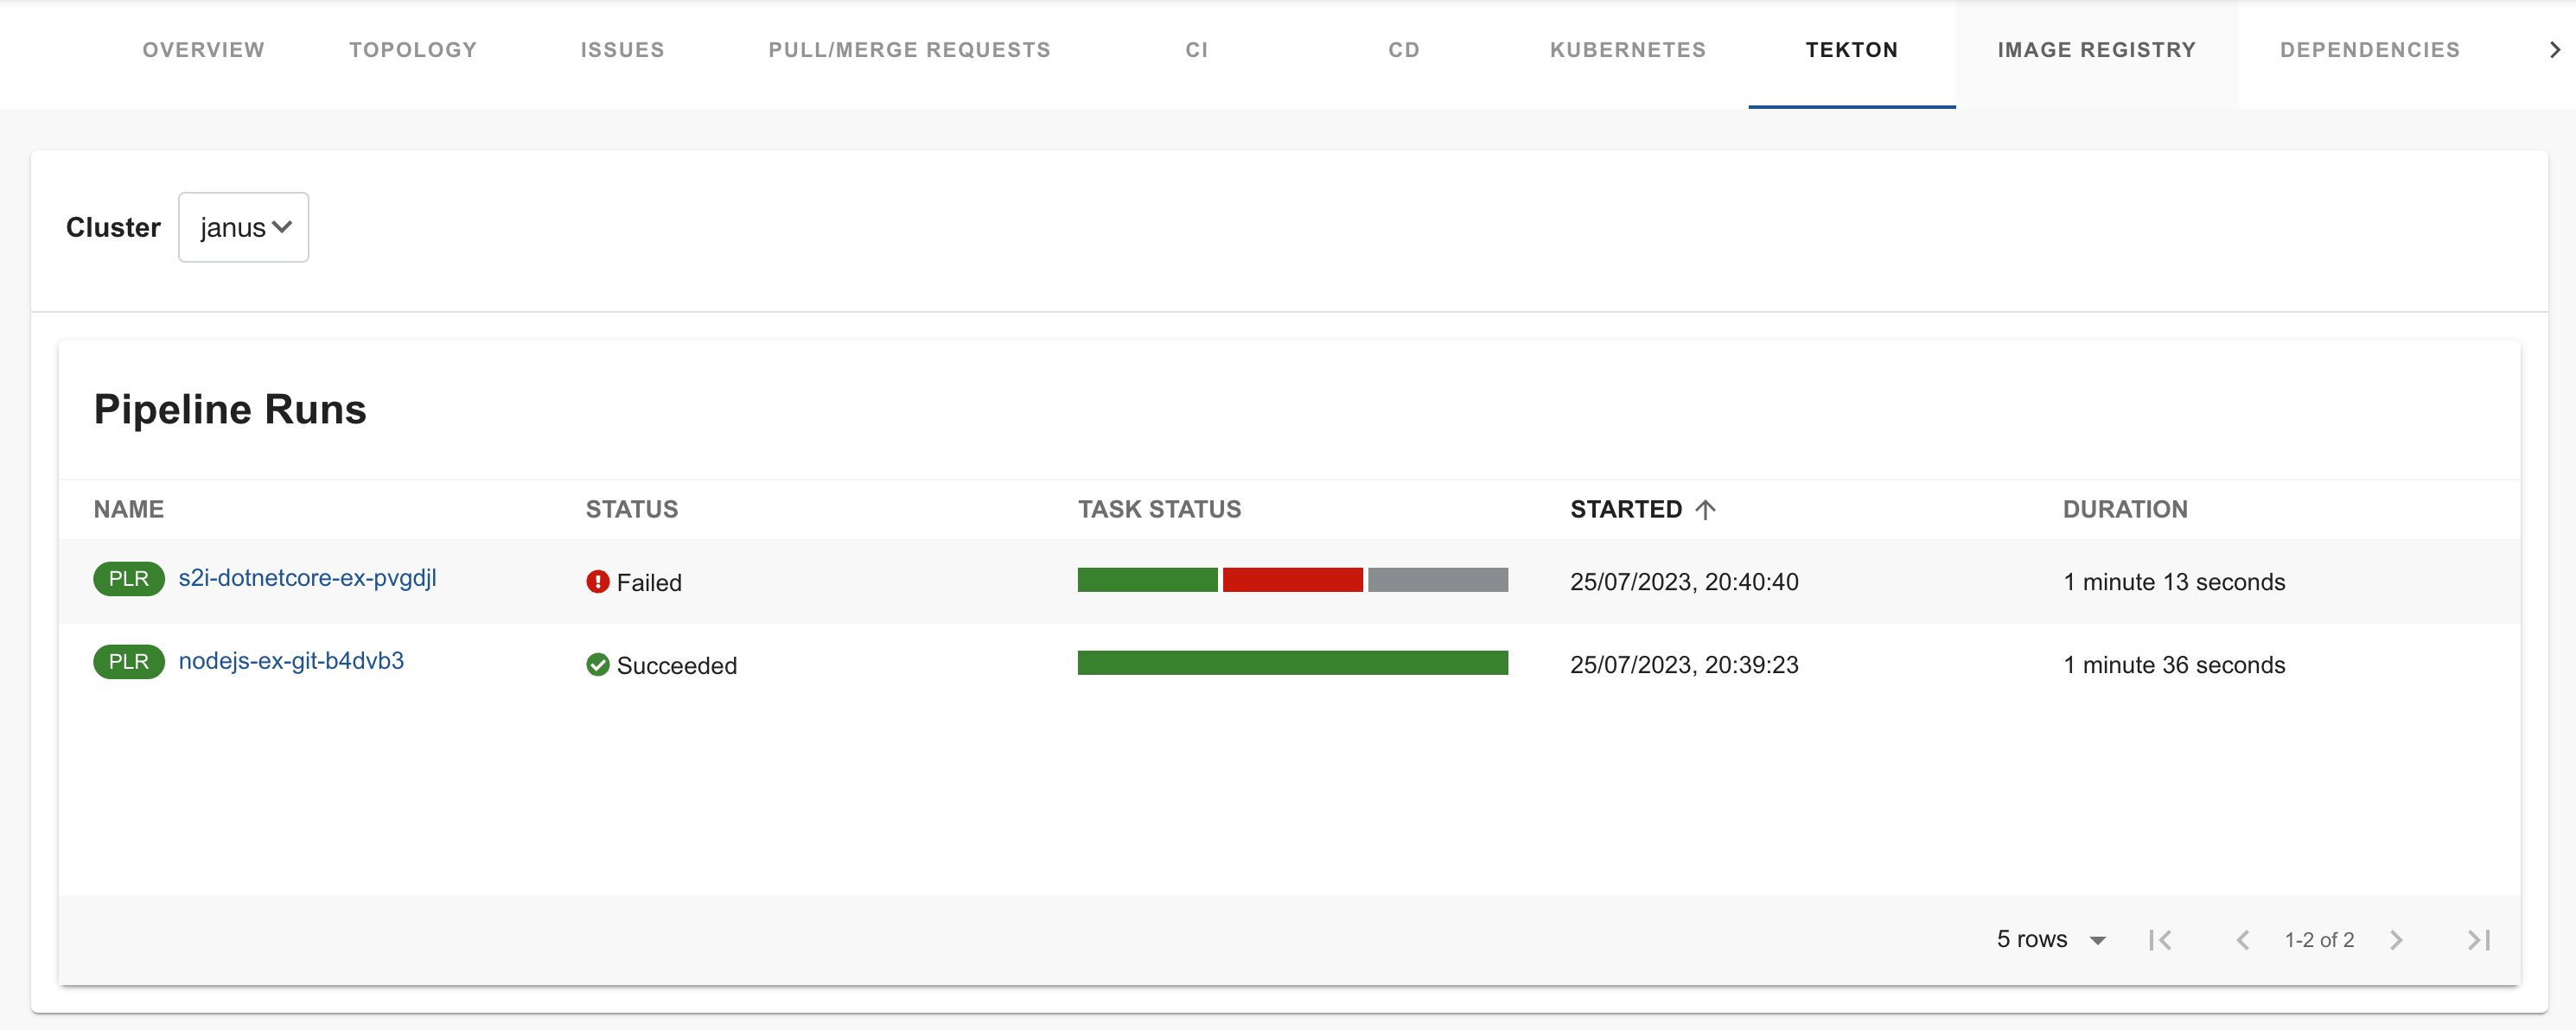 OVERVIEW TOPOLOGY ISSUES PULL/MERGE REQUESTS CI CD KUBERNETES TEKTON IMAGE REGISTRY DEPENDENCIES
Cluster janus
Pipeline Runs
NAME STATUS TASK STATUS STARTED DURATION
PLR s2i-dotnetcore-ex-pvgdjl Failed 25/07/2023, 20:40:40 1 minute 13 seconds
PLR nodejs-ex-git-b4dvb3 Succeeded 25/07/2023, 20:39:23 1 minute 36 seconds
5 rows 1-2 of 2